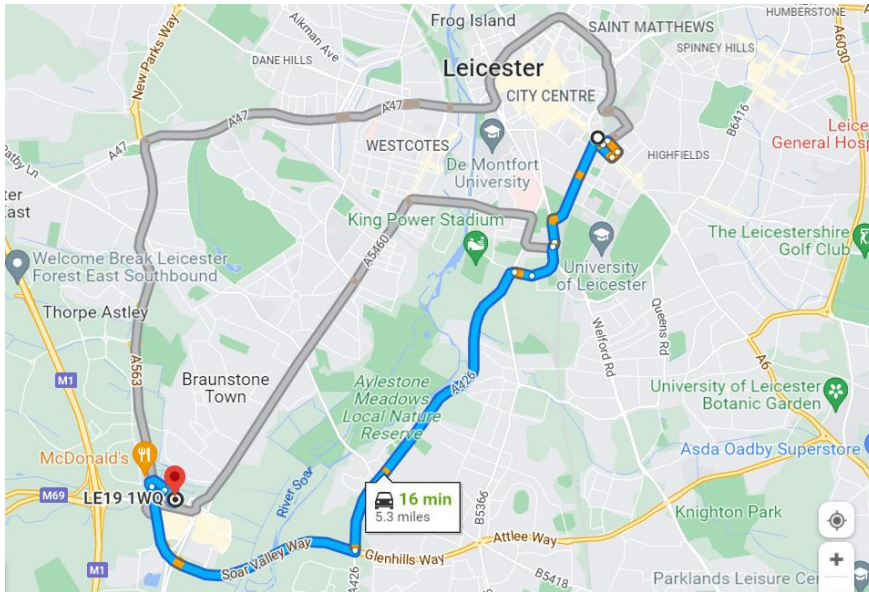 Frog Island
SAINT MATTHEWS
HUMBERSTONE
New Parks Way
Aikman Ave
DANE HILLS
SPINNEY HILLS
A6030
Leicester
CITY CENTRE
A47
A47
A47
B6416
WESTCOTES
De Montfort
University
HIGHFIELDS
General
King Power Stadium
A5460
University
of Leicester
The Leicestershire
Golf Club
Welcome Break Leicester
Forest East Southbound
Thorpe Astley
Welford Rd
Queens Rd
A563
M1
Braunstone
Town
Aylestone
Meadows
Local Nature
Reserve
A426
A6
University of Leicester
Botanic Garden
McDonald's
Asda Oadby Superstore
M69
LE19 1WQ
River Soar
16 min
5.3 miles
B5366
Knighton Park
Attlee Way
Soar Valley Way
Glenhills Way
M1
A426
B5418
Parklands Leisure